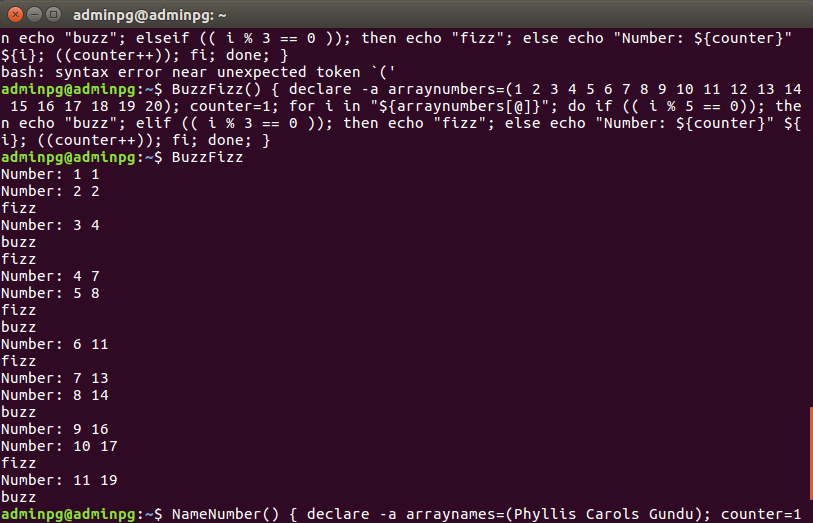 adminpg@adminpg: ~
n echo "buzz"; elseif (( i % 3 == 0 )); then echo "fizz"; else echo "Number: ${counter}"
${i}; ((counter++)); fi; done; }
bash: syntax error near unexpected token `('
adminpg@adminpg:~$ BuzzFizz() { declare -a arraynumbers=(1 2 3 4 5 6 7 8 9 10 11 12 13 14
 15 16 17 18 19 20); counter=1; for i in "${arraynumbers[@]}"; do if (( i % 5 == 0)); the
n echo "buzz"; elif (( i % 3 == 0 )); then echo "fizz"; else echo "Number: ${counter}" ${
i}; ((counter++)); fi; done; }
adminpg@adminpg:~$ BuzzFizz
Number: 1 1
Number: 2 2
fizz
Number: 3 4
buzz
fizz
Number: 4 7
Number: 5 8
fizz
buzz
Number: 6 11
fizz
Number: 7 13
Number: 8 14
buzz
Number: 9 16
Number: 10 17
fizz
Number: 11 19
buzz
adminpg@adminpg:~$ NameNumber() { declare -a arraynames=(Phyllis Carols Gundu); counter=1